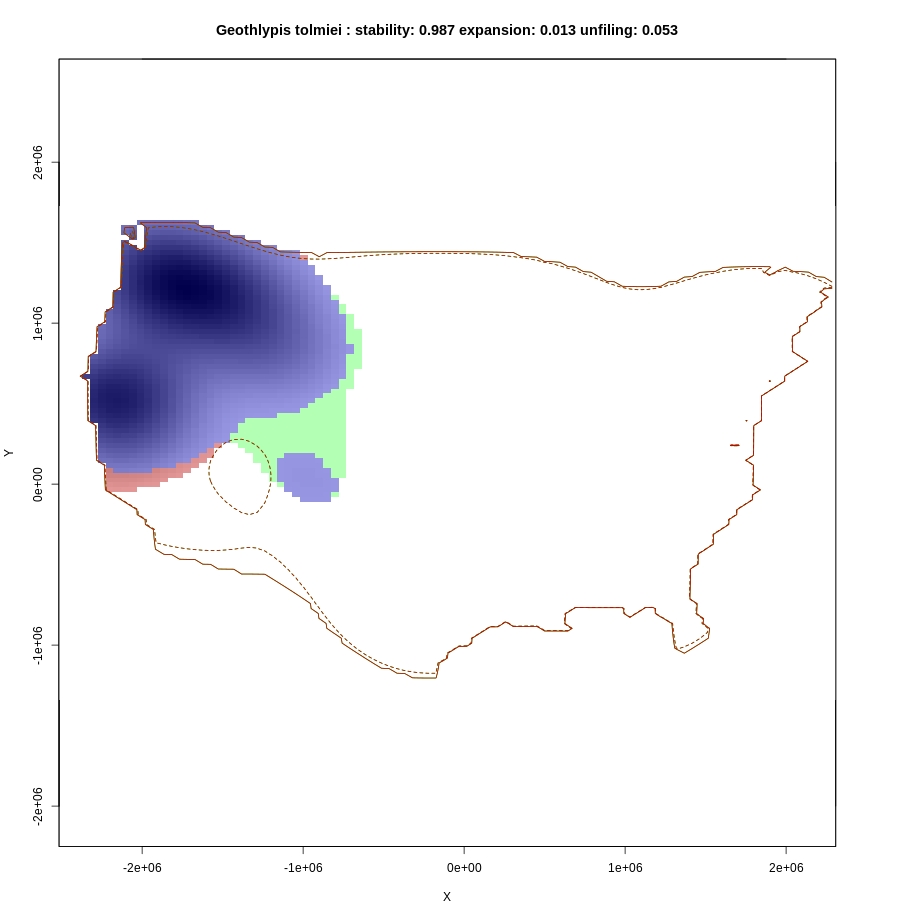 Geothlypis tolmiei : stability: 0.987 expansion: 0.013 unfiling: 0.053
2e+06
1e+06
0e+00
-1e+06
-2e+06
Y
-2e+06 -1e+06 0e+00 1e+06 2e+06
X